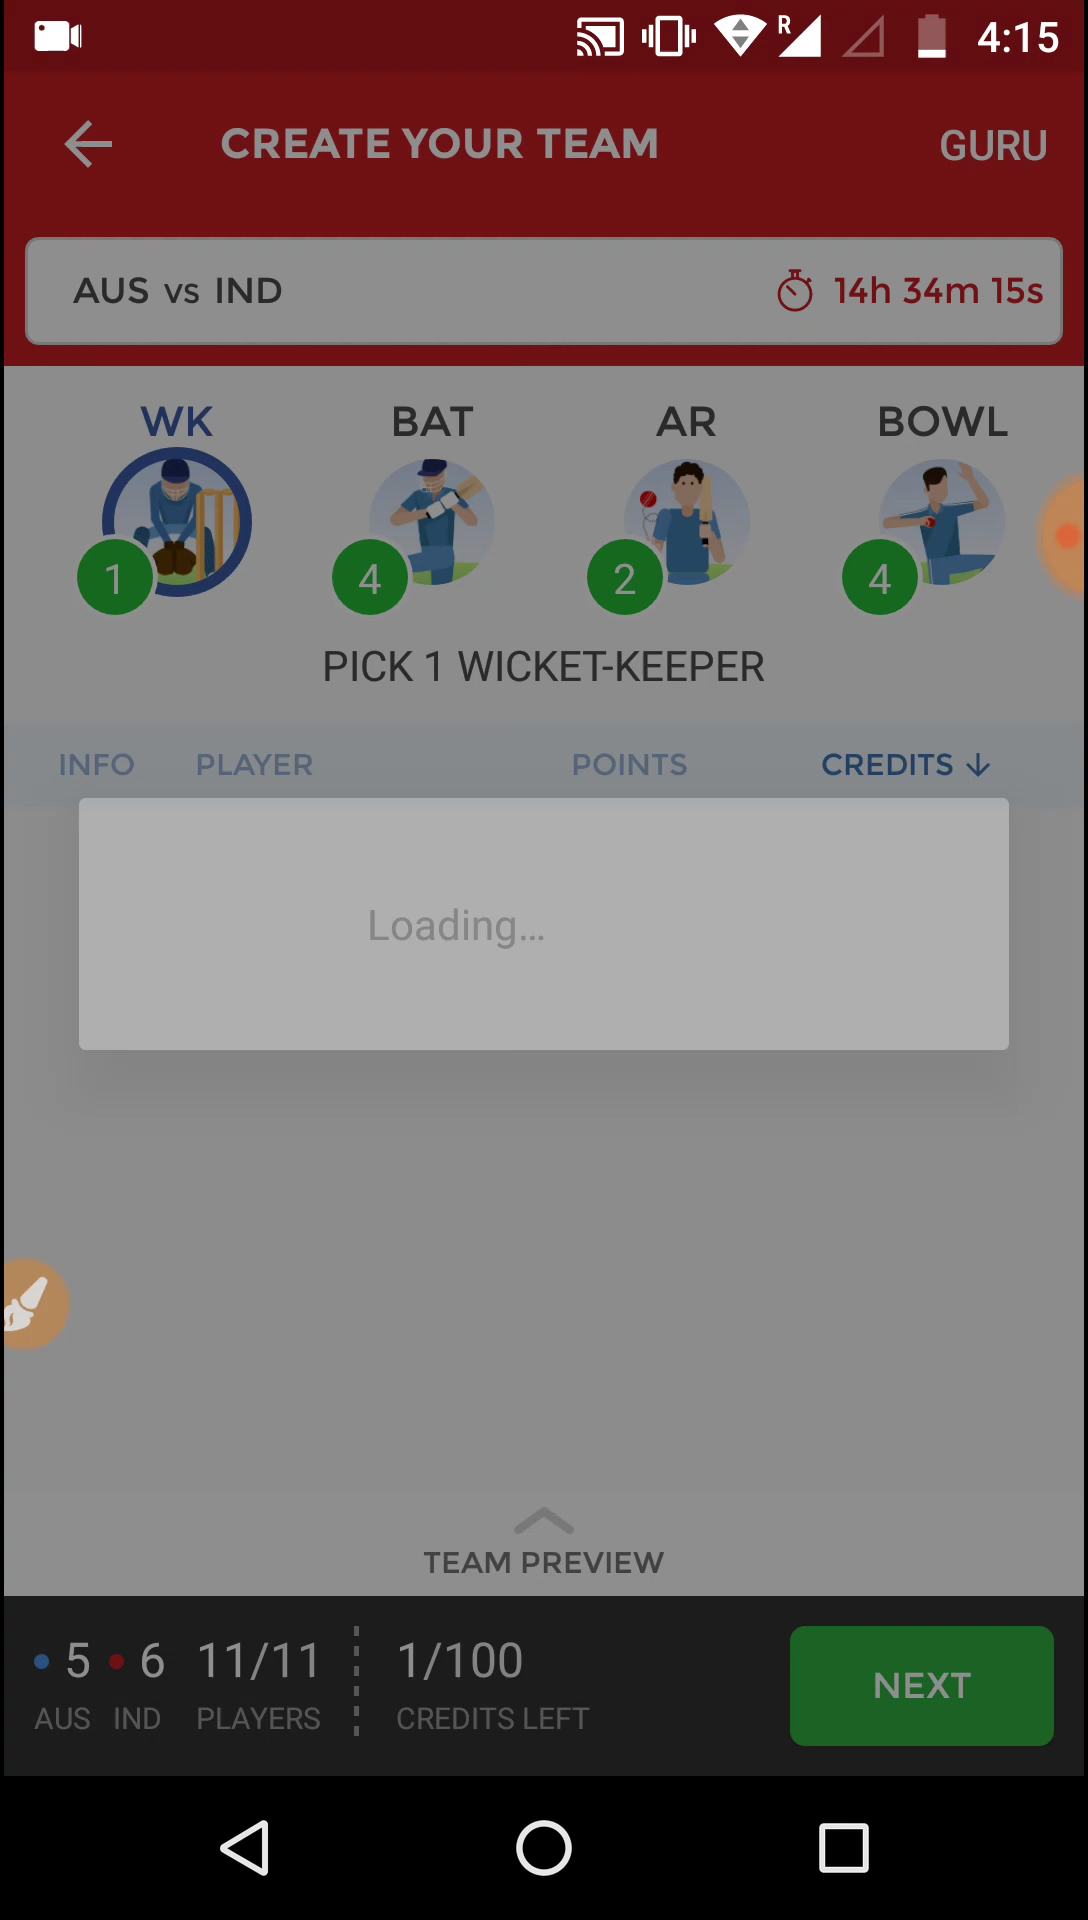 R 4:15
CREATE YOUR TEAM GURU
AUS vs IND 14h 34m 15s
WK BAT AR BOWL
1 4 2 4
PICK 1 WICKET-KEEPER
INFO PLAYER POINTS CREDITS
Loading...
TEAM PREVIEW
5 6 11/11 1/100
AUS IND PLAYERS CREDITS LEFT
NEXT